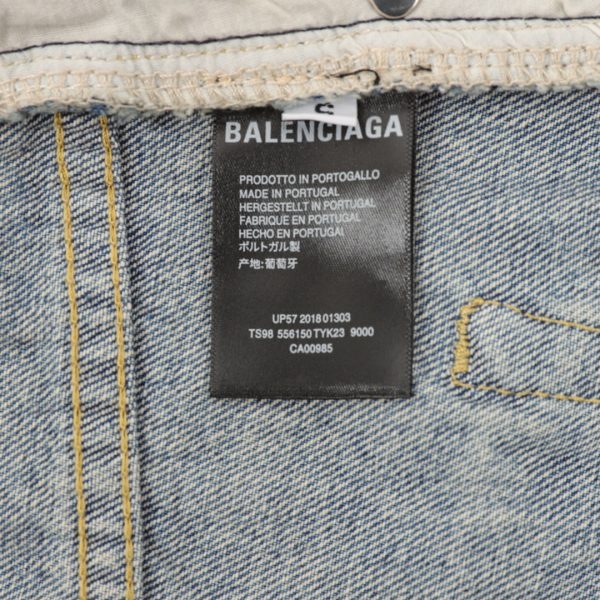 S
BALENCIAGA
PRODOTTO IN PORTOGALLO
MADE IN PORTUGAL
HERGESTELLT IN PORTUGAL
FABRIQUE EN PORTUGAL
HECHO EN PORTUGAL
ポルトガル製
产地:葡萄牙
UP57 2018 01303
TS98 556150 TYK23 9000
CA00985